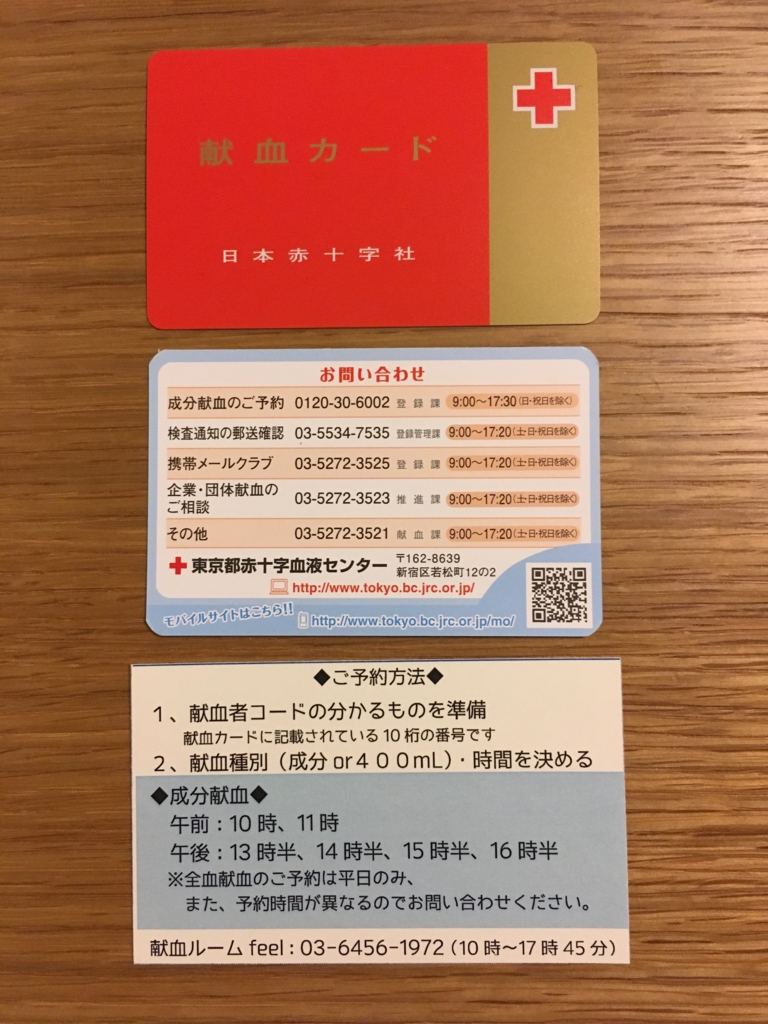 献血カード
日本赤十字社
お問い合わせ
成分献血のご予約 0120-30-6002 登録課 9:00〜17:30(日・祝日を除く)
検査通知の郵送確認 03-5534-7535 登録管理課 9:00〜17:20(土・日・祝日を除く)
携帯メールクラブ 03-5272-3525 登録課 9:00〜17:20(土・日・祝日を除く)
企業・団体献血の
ご相談 03-5272-3523 推進課 9:00〜17:20(土・日・祝日を除く)
その他 03-5272-3521 献血課 9:00〜17:20(土・日・祝日を除く)
東京都赤十字血液センター 〒162-8639
新宿区若松町12の2
http://www.tokyo.bc.jrc.or.jp/
モバイルサイトはこちら!! http://www.tokyo.bc.jrc.or.jp/mo/
◆ご予約方法◆
1、献血者コードの分かるものを準備
献血カードに記載されている10桁の番号です
2、献血種別(成分or400mL)・時間を決める
◆成分献血◆
午前:10時、11時
午後:13時半、14時半、15時半、16時半
※全血献血のご予約は平日のみ、
また、予約時間が異なるのでお問い合わせください。
献血ルームfeel:03-6456-1972(10時〜17時45分)